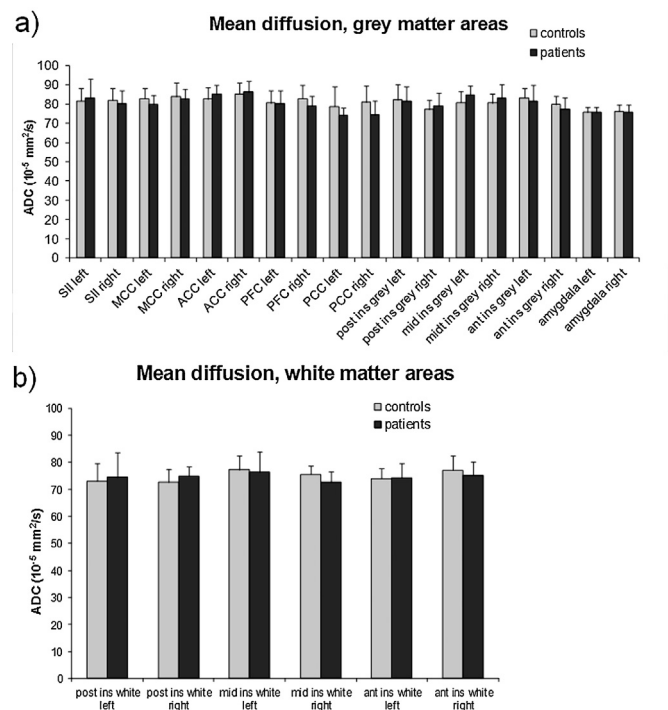 a)
Mean diffusion, grey matter areas
controls
patients
ADC (10⁻⁵ mm²/s)
100
90
80
70
60
50
40
30
20
10
0
SII left
SII right
MCC left
MCC right
ACC left
ACC right
PFC left
PFC right
PCC left
PCC right
post ins grey left
post ins grey right
mid ins grey left
midt ins grey right
ant ins grey left
ant ins grey right
amygdala left
amygdala right
b)
Mean diffusion, white matter areas
controls
patients
ADC (10⁻⁵ mm²/s)
100
90
80
70
60
50
40
30
20
10
0
post ins white
left
post ins white
right
mid ins white
left
mid ins white
right
ant ins white
left
ant ins white
right